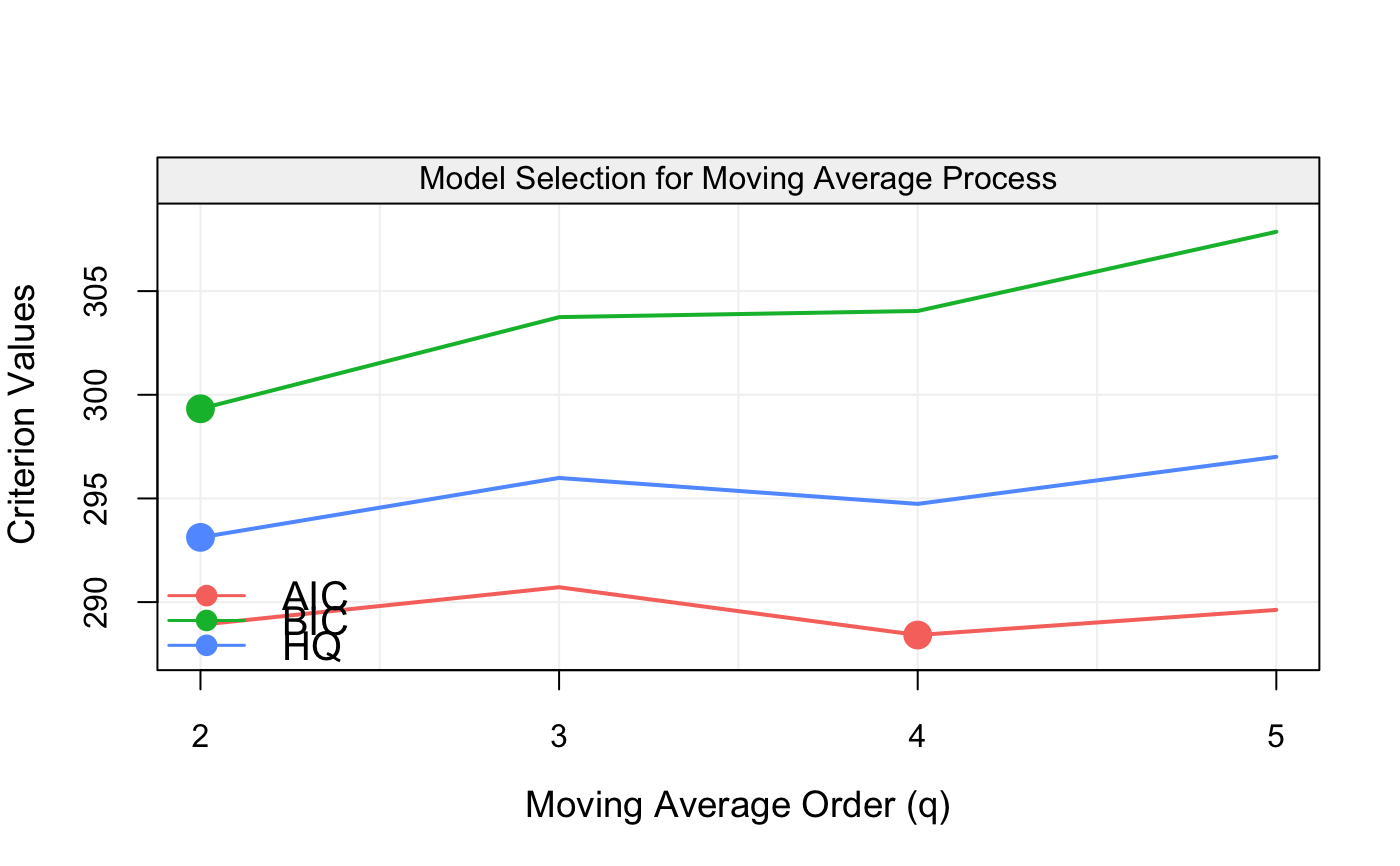 Model Selection for Moving Average Process
Criterion Values
305
300
295
290
AIC
BIC
HQ
2 3 4 5
Moving Average Order (q)